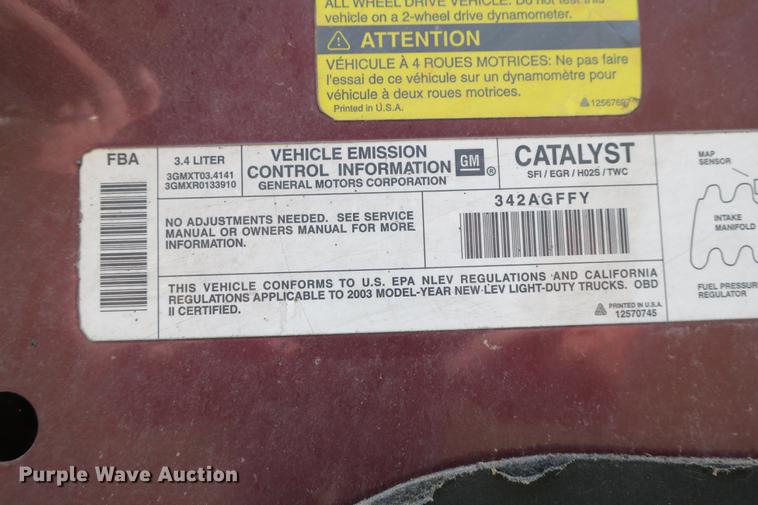 ALL WHEEL DRIVE VEHICLE: Do not test this
vehicle on a 2-wheel drive dynamometer.
ATTENTION
VÉHICULE À 4 ROUES MOTRICES: Ne pas faire
l'essai de ce véhicule sur un dynamomètre pour
véhicule à deux roues motrices.
Printed in U.S.A.
FBA
3.4 LITER
3GMXT03.4141
3GMXR0133910
VEHICLE EMISSION
CONTROL INFORMATION
GENERAL MOTORS CORPORATION
GM ®
CATALYST
SFI / EGR / H02S / TWC
NO ADJUSTMENTS NEEDED. SEE SERVICE
MANUAL OR OWNERS MANUAL FOR MORE
INFORMATION.
342AGFFY
THIS VEHICLE CONFORMS TO U.S. EPA NLEV REGULATIONS AND CALIFORNIA
REGULATIONS APPLICABLE TO 2003 MODEL-YEAR NEW LEV LIGHT-DUTY TRUCKS. OBD
II CERTIFIED.
PRINTED IN U.S.A.
12570745
MAP
SENSOR
INTAKE
MANIFOLD
FUEL PRESSURE
REGULATOR
Purple Wave Auction